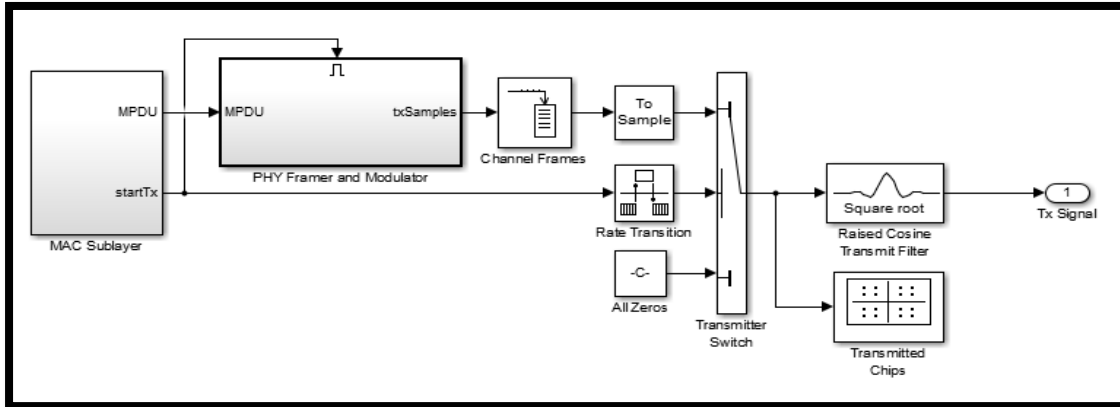 MPDU
startTx
MAC Sublayer
MPDU
txSamples
PHY Framer and Modulator
Channel Frames
To
Sample
Rate Transition
-C-
All Zeros
Transmitter
Switch
Square root
Raised Cosine
Transmit Filter
1
Tx Signal
Transmitted
Chips